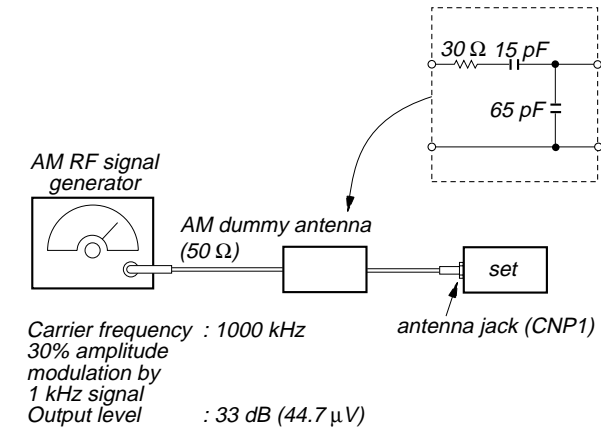 30 Ω 15 pF
65 pF
AM RF signal
generator
AM dummy antenna
(50 Ω)
set
antenna jack (CNP1)
Carrier frequency : 1000 kHz
30% amplitude
modulation by
1 kHz signal
Output level : 33 dB (44.7 μV)